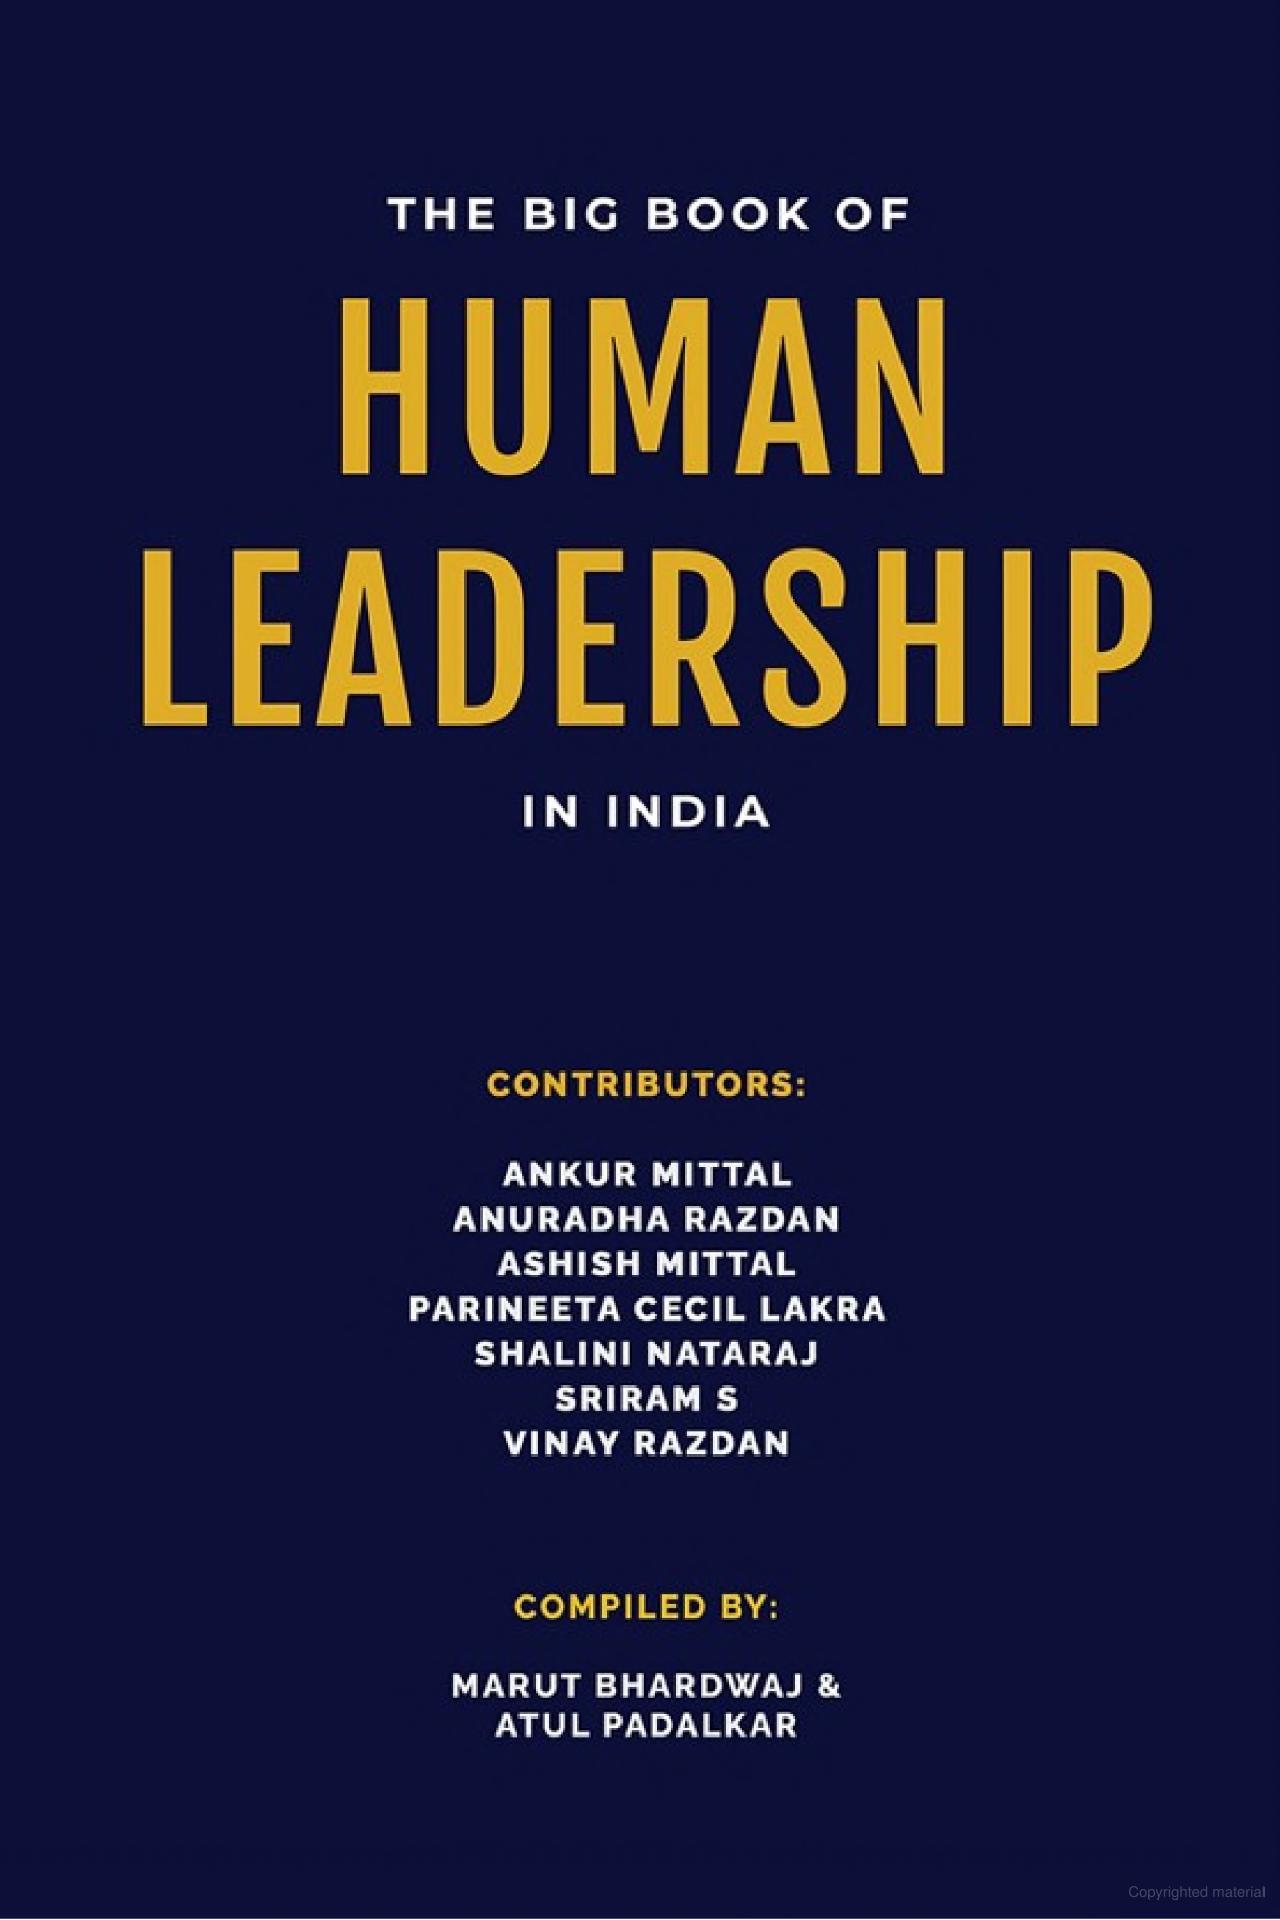 THE BIG BOOK OF
HUMAN
LEADERSHIP
IN INDIA
CONTRIBUTORS:
ANKUR MITTAL
ANURADHA RAZDAN
ASHISH MITTAL
PARINEETA CECIL LAKRA
SHALINI NATARAJ
SRIRAM S
VINAY RAZDAN
COMPILED BY:
MARUT BHARDWAJ &
ATUL PADALKAR
Copyrighted material